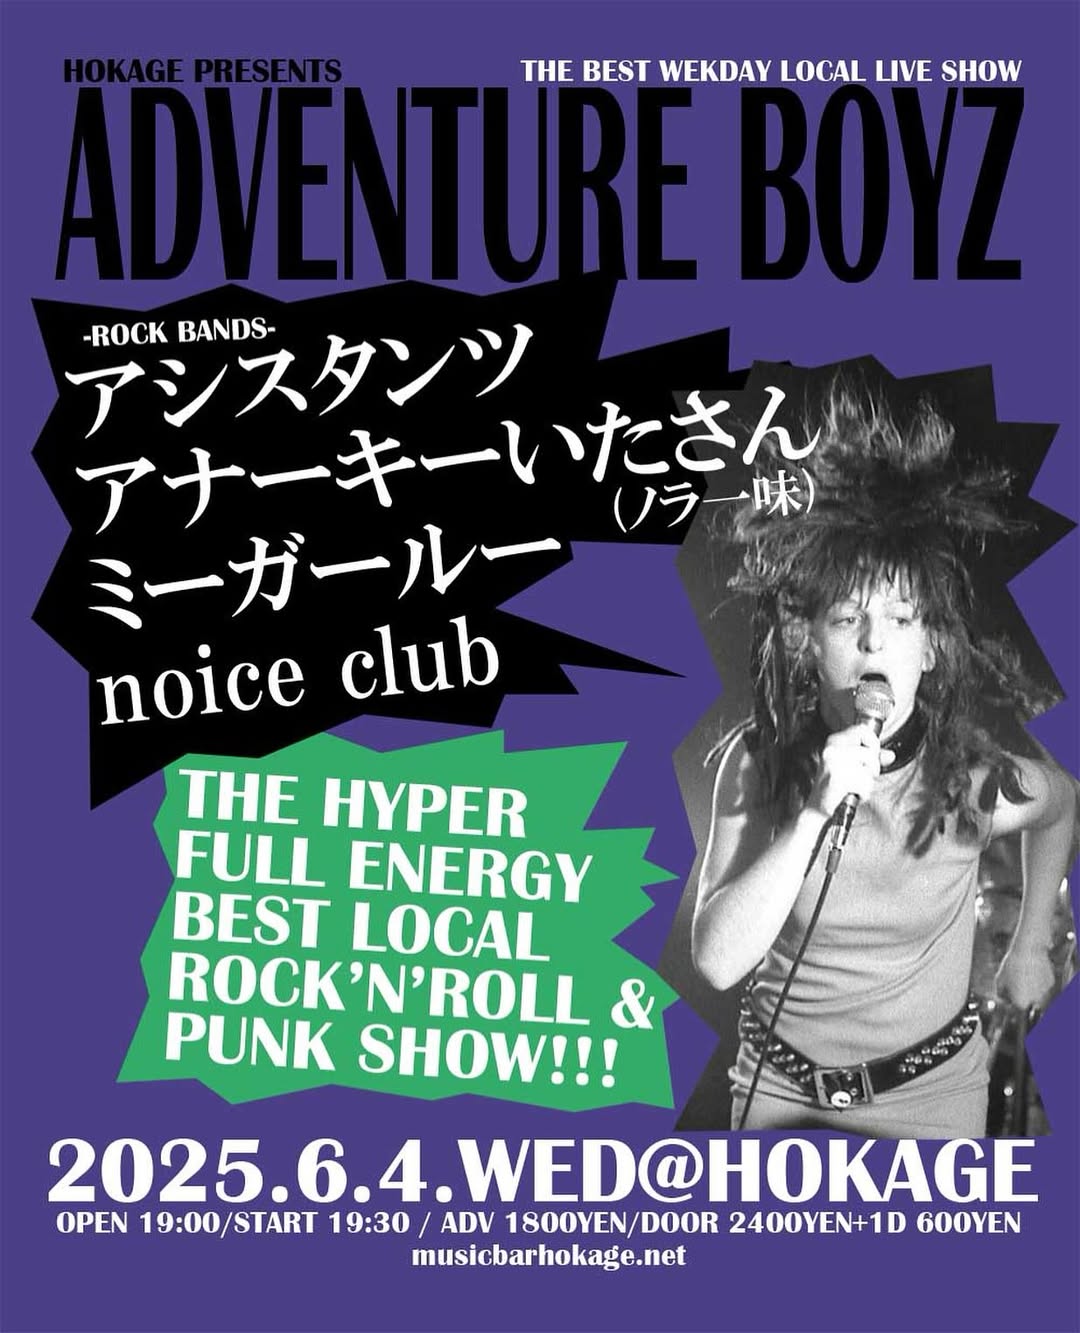 HOKAGE PRESENTS
THE BEST WEKDAY LOCAL LIVE SHOW
ADVENTURE BOYZ
-ROCK BANDS-
アシスタンツ
アナーキーいたさん
(ノラ一味)
ミーガールー
noice club
THE HYPER
FULL ENERGY
BEST LOCAL
ROCK'N'ROLL &
PUNK SHOW!!!
2025.6.4.WED@HOKAGE
OPEN 19:00/START 19:30 / ADV 1800YEN/DOOR 2400YEN+1D 600YEN
musicbarhokage.net